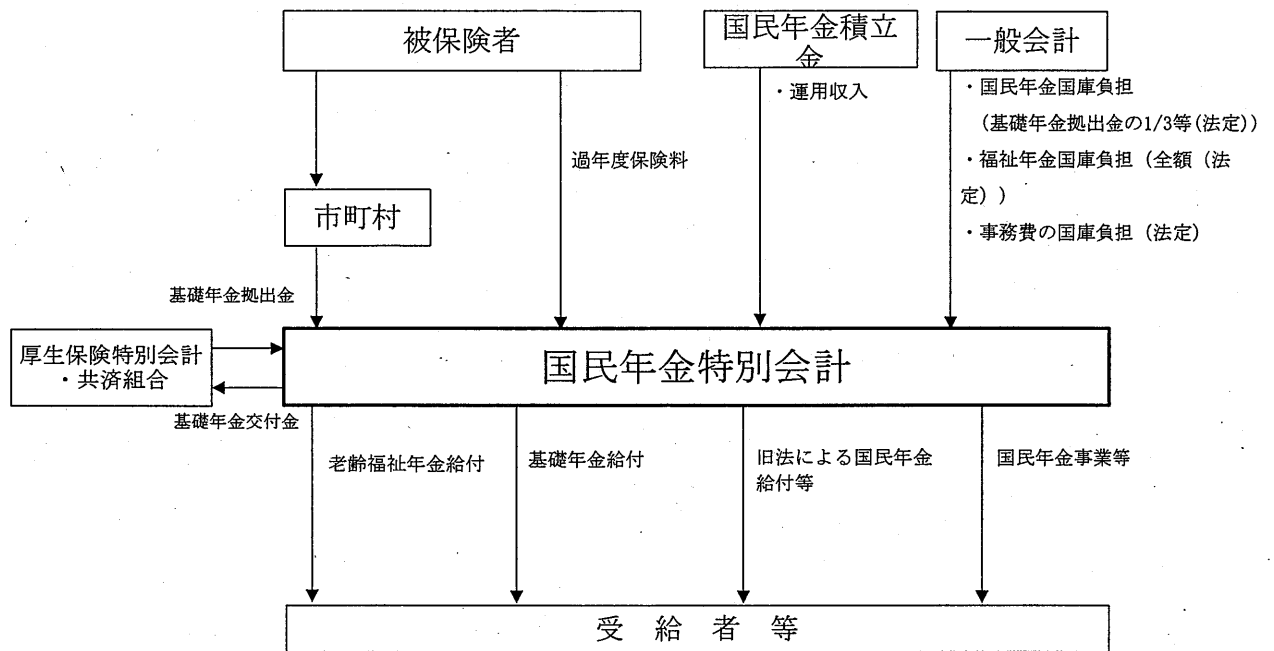 被保険者
国民年金積立
金
一般会計
・運用収入
・国民年金国庫負担
(基礎年金拠出金の1/3等(法定))
・福祉年金国庫負担(全額(法
定))
・事務費の国庫負担(法定)
過年度保険料
市町村
基礎年金拠出金
厚生保険特別会計
・共済組合
国民年金特別会計
基礎年金交付金
老齢福祉年金給付
基礎年金給付
旧法による国民年金
給付等
国民年金事業等
受給者等